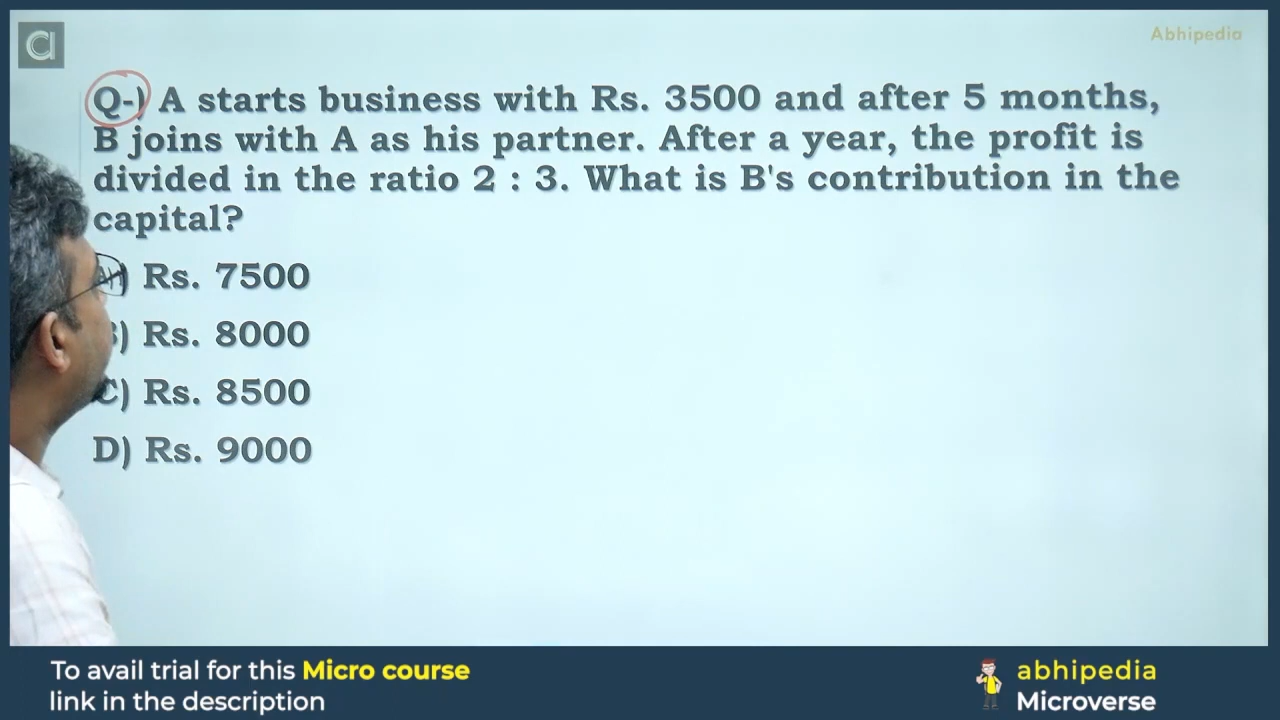 Abhipedia
Q-) A starts business with Rs. 3500 and after 5 months,
B joins with A as his partner. After a year, the profit is
divided in the ratio 2 : 3. What is B's contribution in the
capital?
Rs. 7500
) Rs. 8000
C) Rs. 8500
D) Rs. 9000
To avail trial for this Micro course
link in the description
abhipedia
Microverse